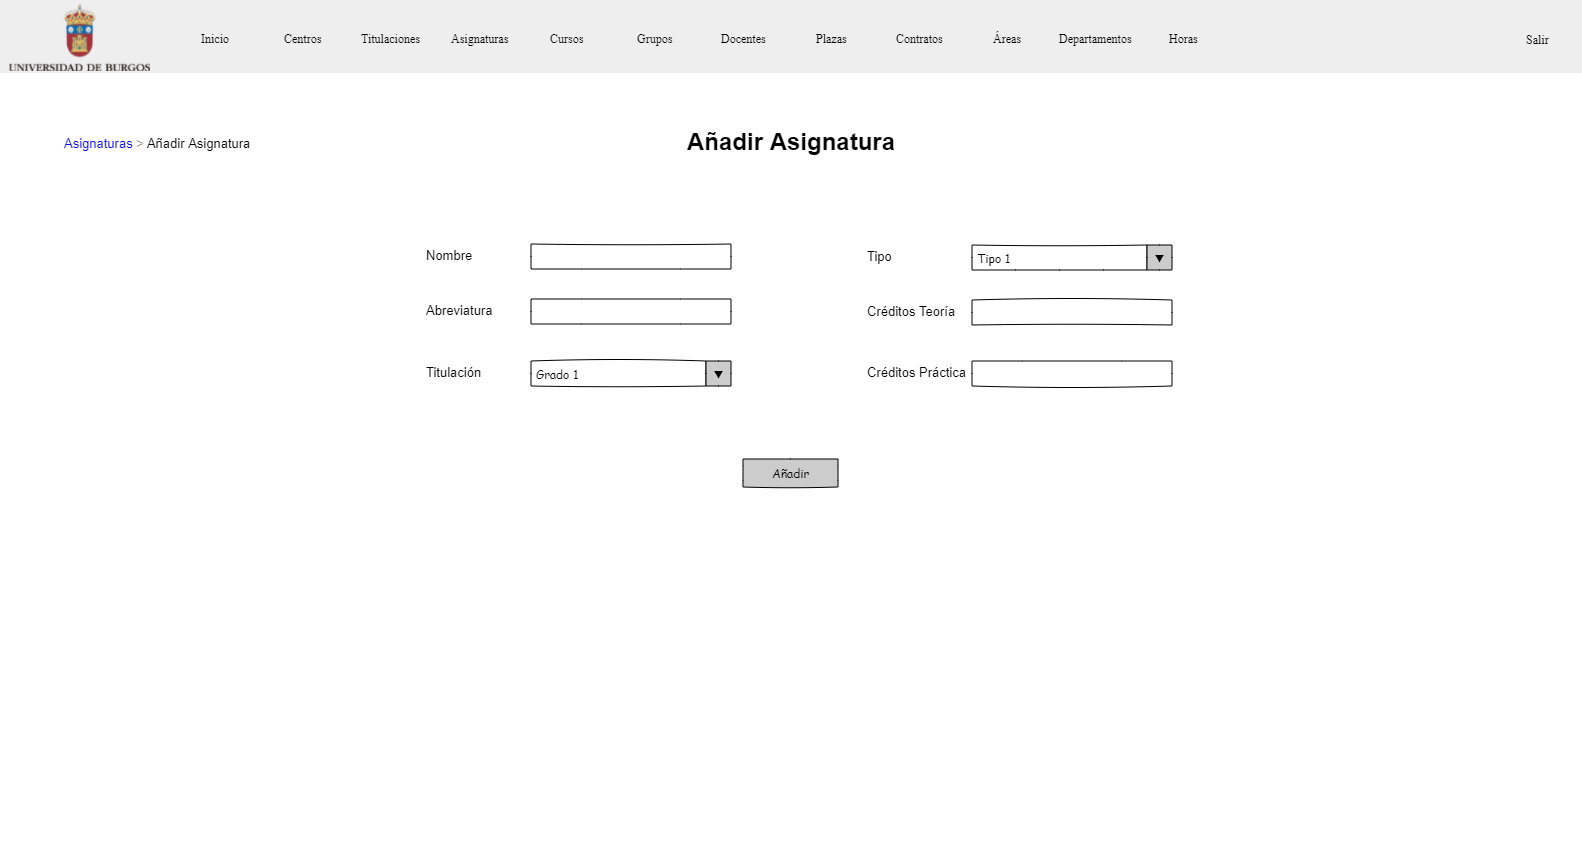 UNIVERSIDAD DE BURGOS
Inicio Centros Titulaciones Asignaturas Cursos Grupos Docentes Plazas Contratos Áreas Departamentos Horas Salir
Asignaturas > Añadir Asignatura
Añadir Asignatura
Nombre
Tipo Tipo 1
Abreviatura
Créditos Teoría
Titulación Grado 1
Créditos Práctica
Añadir